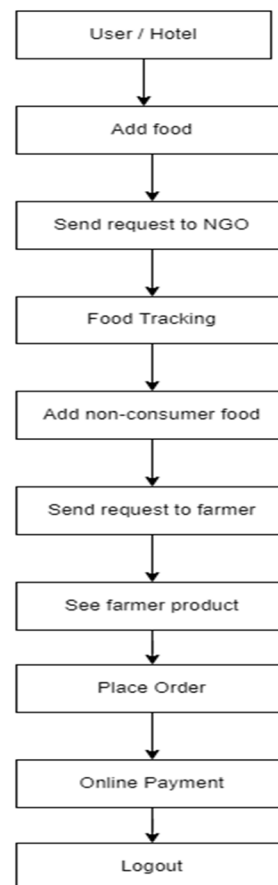 User / Hotel
Add food
Send request to NGO
Food Tracking
Add non-consumer food
Send request to farmer
See farmer product
Place Order
Online Payment
Logout